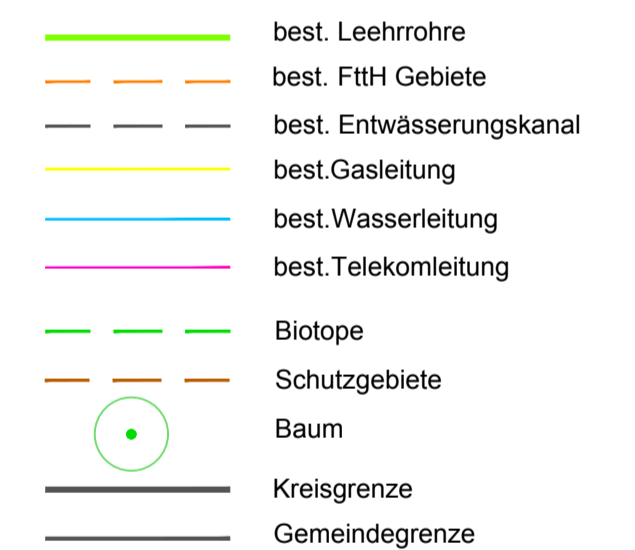 best. Leehrrohre
best. FttH Gebiete
best. Entwässerungskanal
best.Gasleitung
best.Wasserleitung
best.Telekomleitung
Biotope
Schutzgebiete
Baum
Kreisgrenze
Gemeindegrenze